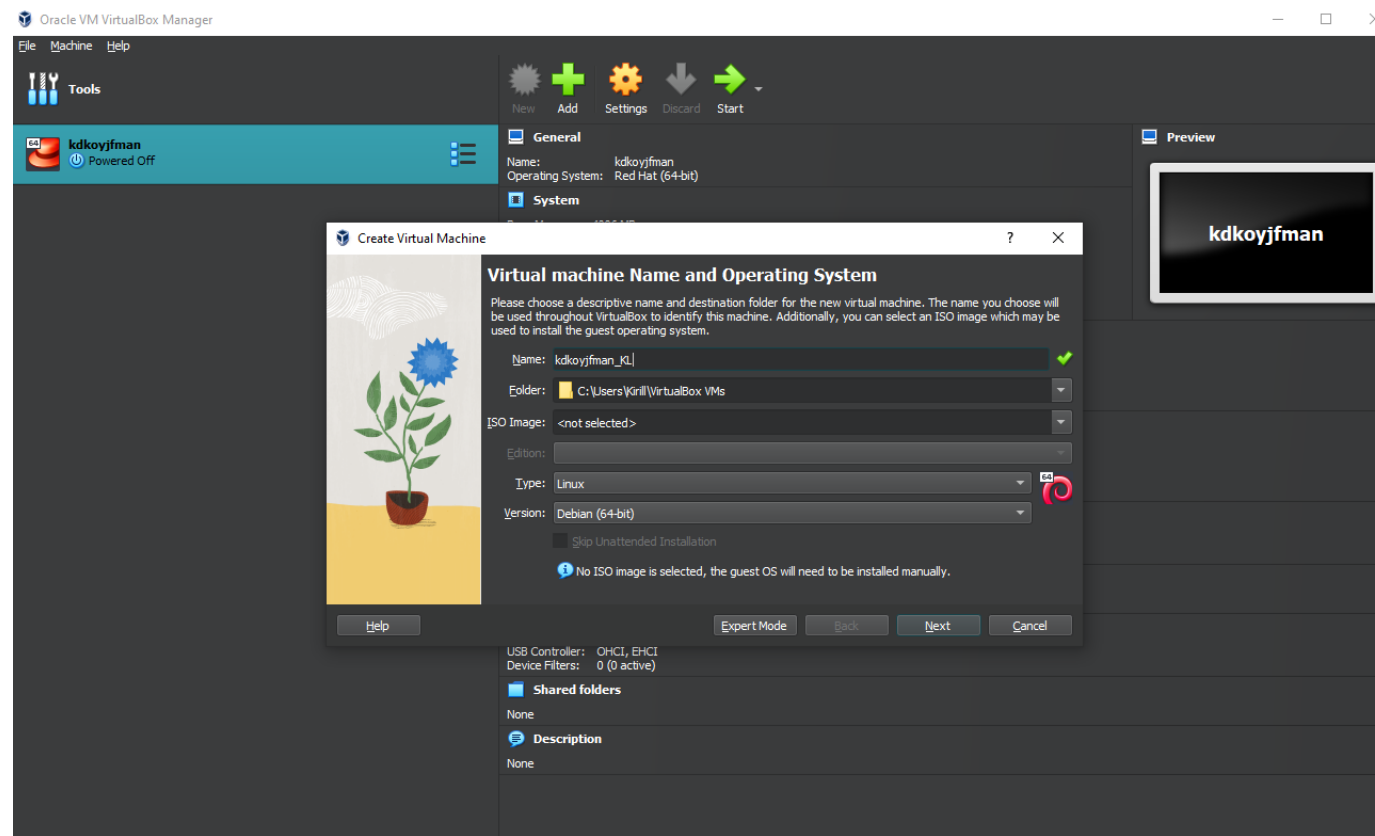 Oracle VM VirtualBox Manager
File Machine Help
Tools
New Add Settings Discard Start
64
kdkoyjfman
Powered Off
General
Name: kdkoyjfman
Operating System: Red Hat (64-bit)
System
Preview
kdkoyjfman
Create Virtual Machine ?
Virtual machine Name and Operating System
Please choose a descriptive name and destination folder for the new virtual machine. The name you choose will
be used throughout VirtualBox to identify this machine. Additionally, you can select an ISO image which may be
used to install the guest operating system.
Name: kdkoyjfman_KL
Folder: C:\Users\Kirill\VirtualBox VMs
ISO Image: <not selected>
Edition:
Type: Linux
64
Version: Debian (64-bit)
Skip Unattended Installation
No ISO image is selected, the guest OS will need to be installed manually.
Help Expert Mode Back Next Cancel
USB Controller: OHCI, EHCI
Device Filters: 0 (0 active)
Shared folders
None
Description
None